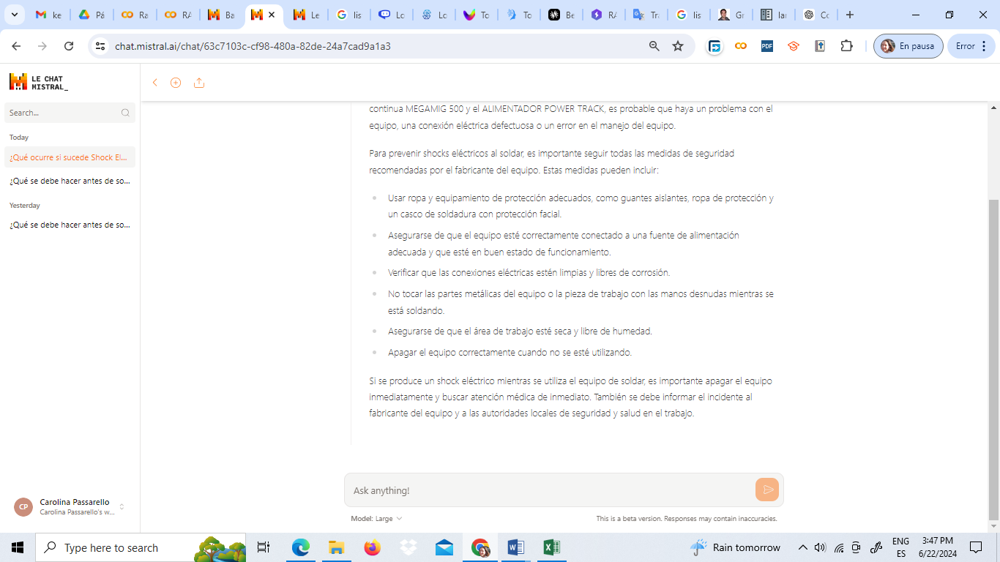 ke
Pá
Ra
RA
Ba
Le
lis
Lo
Lo
To
To
Be
RA
Tra
lis
Gr
lar
Co
chat.mistral.ai/chat/63c7103c-cf98-480a-82de-24a7cad9a1a3
PDF
En pausa
Error
LE CHAT
MISTRAL_
Search...
Today
¿Qué ocurre si sucede Shock El...
¿Qué se debe hacer antes de so...
Yesterday
¿Qué se debe hacer antes de so...
continua MEGAMIG 500 y el ALIMENTADOR POWER TRACK, es probable que haya un problema con el
equipo, una conexión eléctrica defectuosa o un error en el manejo del equipo.
Para prevenir shocks eléctricos al soldar, es importante seguir todas las medidas de seguridad
recomendadas por el fabricante del equipo. Estas medidas pueden incluir:
Usar ropa y equipamiento de protección adecuados, como guantes aislantes, ropa de protección y
un casco de soldadura con protección facial.
Asegurarse de que el equipo esté correctamente conectado a una fuente de alimentación
adecuada y que esté en buen estado de funcionamiento.
Verificar que las conexiones eléctricas estén limpias y libres de corrosión.
No tocar las partes metálicas del equipo o la pieza de trabajo con las manos desnudas mientras se
está soldando.
Asegurarse de que el área de trabajo esté seca y libre de humedad.
Apagar el equipo correctamente cuando no se esté utilizando.
Si se produce un shock eléctrico mientras se utiliza el equipo de soldar, es importante apagar el equipo
inmediatamente y buscar atención médica de inmediato. También se debe informar el incidente al
fabricante del equipo y a las autoridades locales de seguridad y salud en el trabajo.
Ask anything!
Model: Large
This is a beta version. Responses may contain inaccuracies.
CP
Carolina Passarello
Carolina Passarello's w...
Type here to search
Rain tomorrow
ENG
ES
3:47 PM
6/22/2024